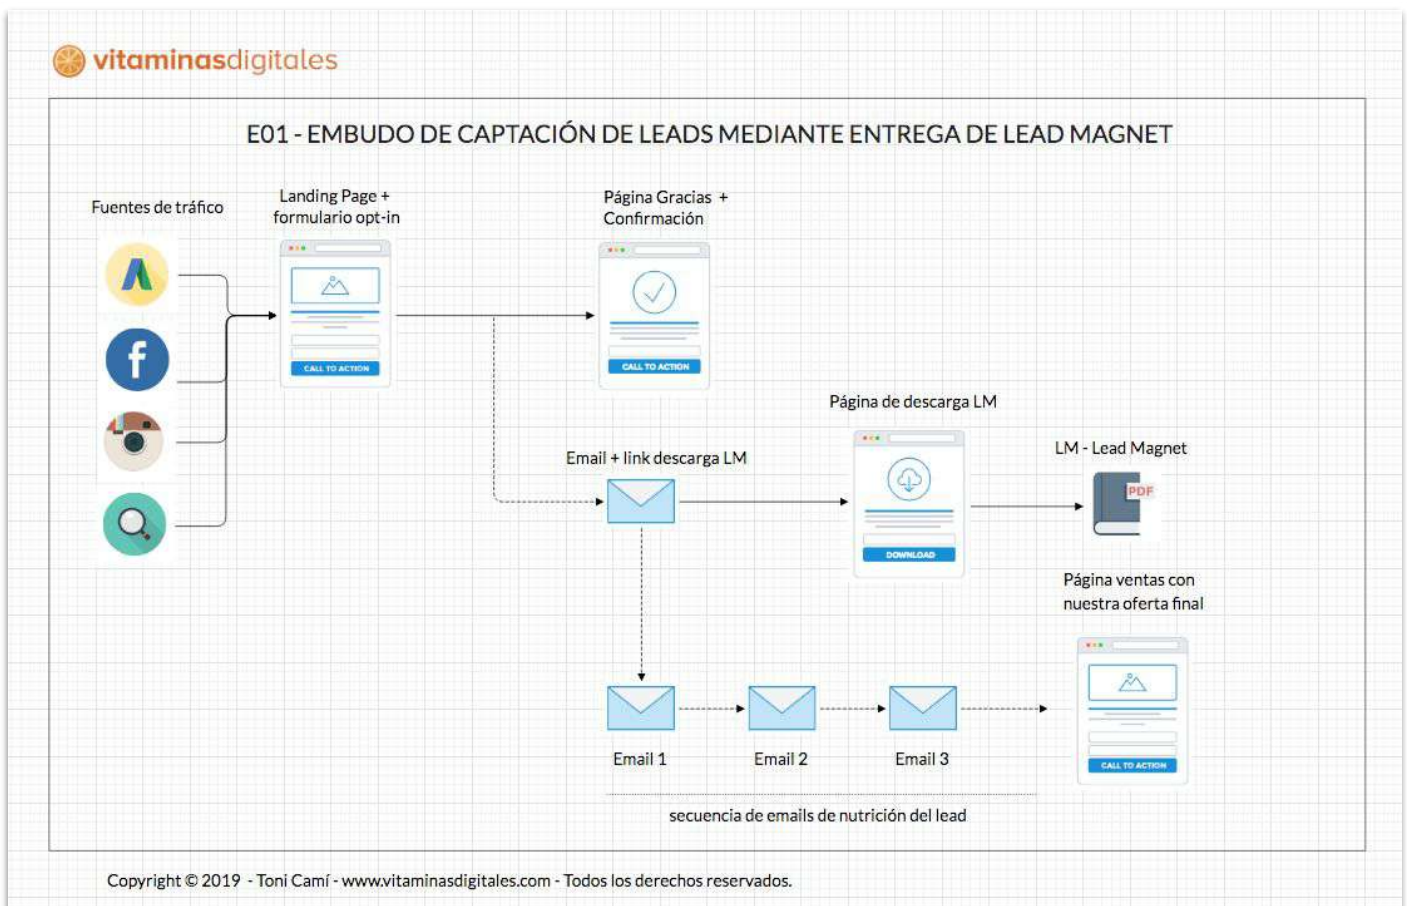 vitaminasdigitales
E01 - EMBUDO DE CAPTACIÓN DE LEADS MEDIANTE ENTREGA DE LEAD MAGNET
Fuentes de tráfico
Landing Page +
formulario opt-in
Página Gracias +
Confirmación
CALL TO ACTION
CALL TO ACTION
Página de descarga LM
Email + link descarga LM
LM - Lead Magnet
PDF
DOWNLOAD
Página ventas con
nuestra oferta final
Email 1
Email 2
Email 3
CALL TO ACTION
secuencia de emails de nutrición del lead
Copyright © 2019 - Toni Camí - www.vitaminasdigitales.com - Todos los derechos reservados.